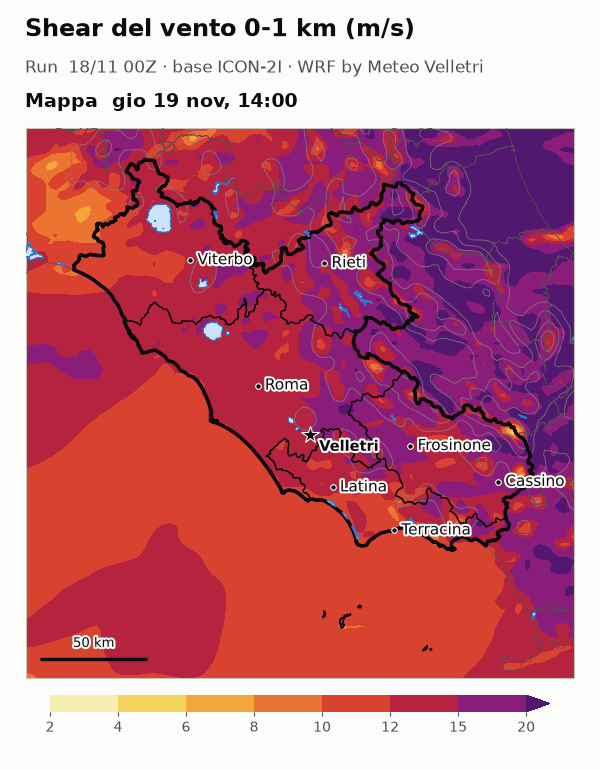 Shear del vento 0-1 km (m/s)
Run  18/11 00Z · base ICON-2I · WRF by Meteo Velletri
Mappa  gio 19 nov, 14:00
Viterbo
Rieti
Roma
Velletri
Frosinone
Latina
Cassino
Terracina
50 km
2 4 6 8 10 12 15 20